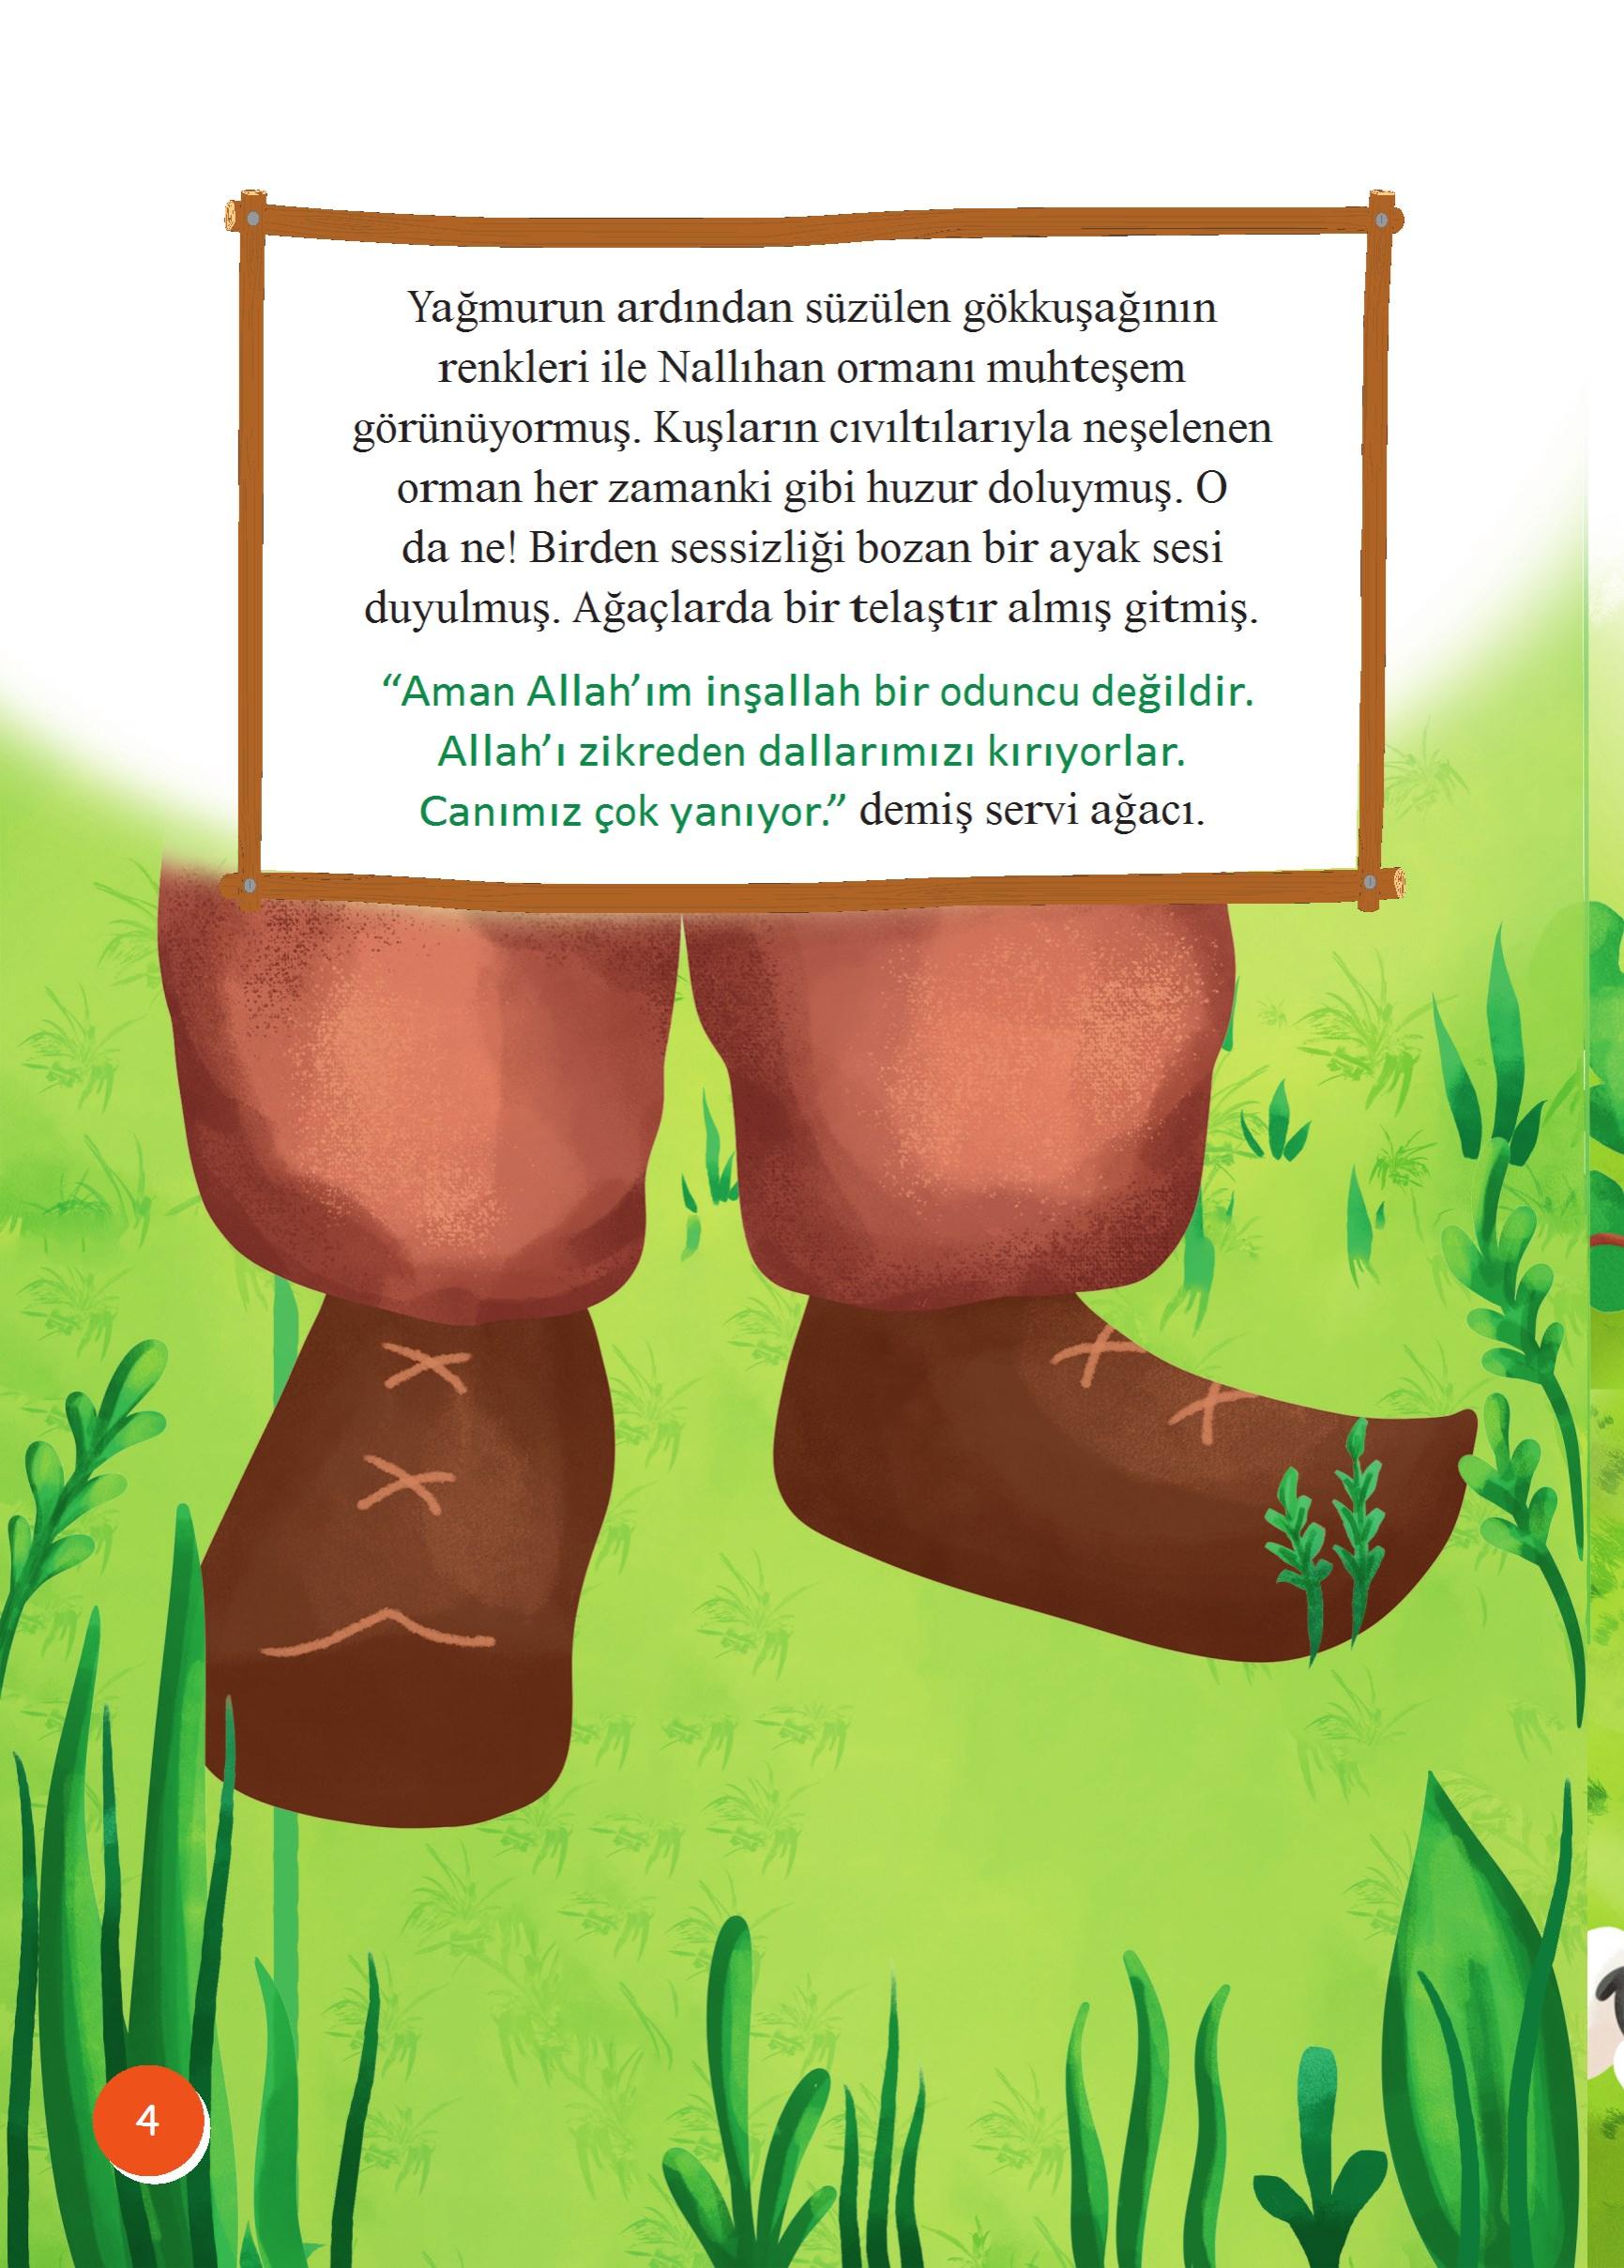 Yağmurun ardından süzülen gökkuşağının
renkleri ile Nallıhan ormanı muhteşem
görünüyormuş. Kuşların cıvıltılarıyla neşelenen
orman her zamanki gibi huzur doluymuş. O
da ne! Birden sessizliği bozan bir ayak sesi
duyulmuş. Ağaçlarda bir telaştır almış gitmiş.
“Aman Allah’ım inşallah bir oduncu değildir.
Allah’ı zikreden dallarımızı kırıyorlar.
Canımız çok yanıyor.” demiş servi ağacı.
4